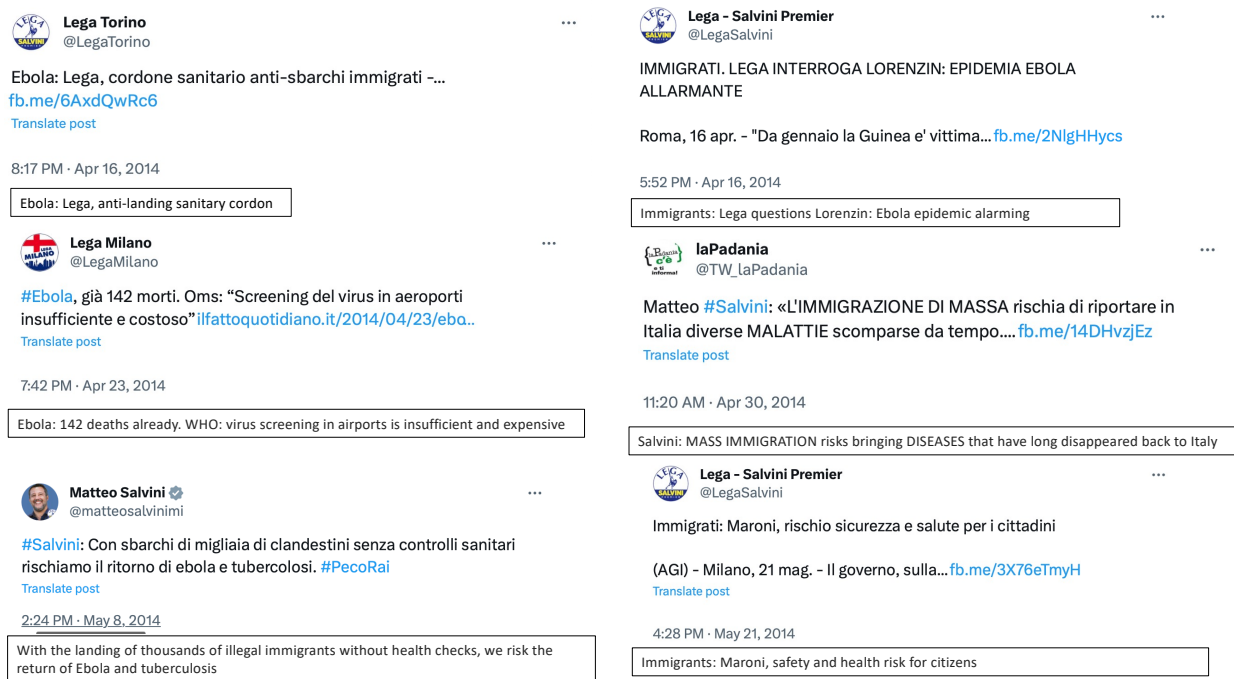 Lega Torino
@LegaTorino
Ebola: Lega, cordone sanitario anti-sbarchi immigrati -...
fb.me/6AxdQwRc6
Translate post
8:17 PM · Apr 16, 2014
Ebola: Lega, anti-landing sanitary cordon
Lega - Salvini Premier
@LegaSalvini
IMMIGRATI. LEGA INTERROGA LORENZIN: EPIDEMIA EBOLA
ALLARMANTE
Roma, 16 apr. - "Da gennaio la Guinea e' vittima... fb.me/2NlgHHycs
5:52 PM · Apr 16, 2014
Immigrants: Lega questions Lorenzin: Ebola epidemic alarming
Lega Milano
@LegaMilano
#Ebola, già 142 morti. Oms: “Screening del virus in aeroporti
insufficiente e costoso” ilfattoquotidiano.it/2014/04/23/ebo...
Translate post
7:42 PM · Apr 23, 2014
Ebola: 142 deaths already. WHO: virus screening in airports is insufficient and expensive
laPadania
@TW_laPadania
Matteo #Salvini: «L'IMMIGRAZIONE DI MASSA rischia di riportare in
Italia diverse MALATTIE scomparse da tempo.... fb.me/14DHvzjEz
Translate post
11:20 AM · Apr 30, 2014
Salvini: MASS IMMIGRATION risks bringing DISEASES that have long disappeared back to Italy
Matteo Salvini
@matteosalvinimi
#Salvini: Con sbarchi di migliaia di clandestini senza controlli sanitari
rischiamo il ritorno di ebola e tubercolosi. #PecoRai
Translate post
2:24 PM · May 8, 2014
With the landing of thousands of illegal immigrants without health checks, we risk the
return of Ebola and tuberculosis
Lega - Salvini Premier
@LegaSalvini
Immigrati: Maroni, rischio sicurezza e salute per i cittadini
(AGI) - Milano, 21 mag. - Il governo, sulla... fb.me/3X76eTmyH
Translate post
4:28 PM · May 21, 2014
Immigrants: Maroni, safety and health risk for citizens